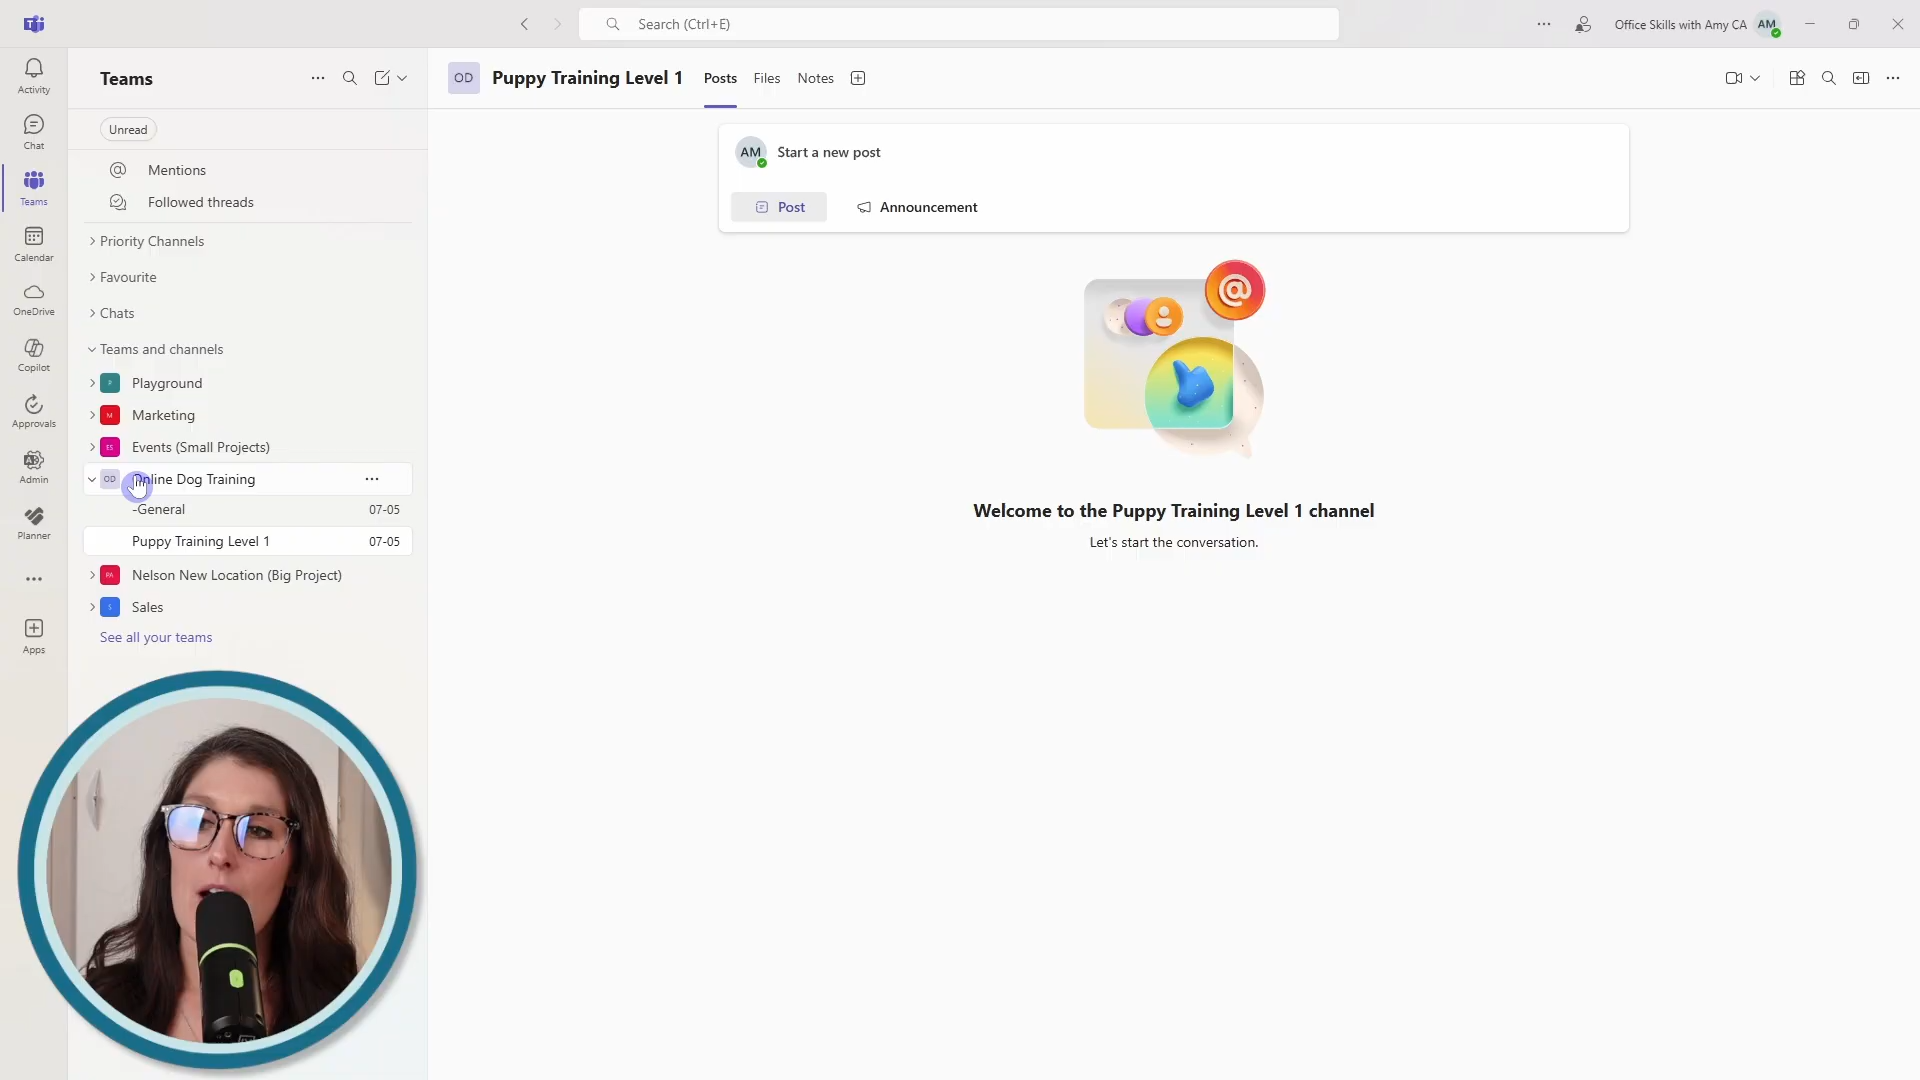 Search (Ctrl+E)
Office Skills with Amy CA
AM
Activity
Chat
Teams
Calendar
OneDrive
Copilot
Approvals
Admin
Planner
Apps
Teams
Unread
Mentions
Followed threads
Priority Channels
Favourite
Chats
Teams and channels
P Playground
M Marketing
ES Events (Small Projects)
OD Online Dog Training
-General 07-05
Puppy Training Level 1 07-05
Nelson New Location (Big Project)
S Sales
See all your teams
OD Puppy Training Level 1 Posts Files Notes
AM Start a new post
Post Announcement
@
Welcome to the Puppy Training Level 1 channel
Let's start the conversation.